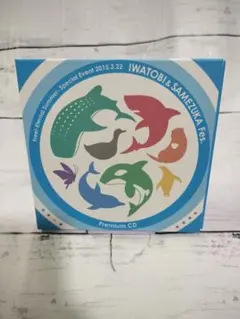 Free!-Eternal Summer- Special Event 2015.3.22 IWATOBI & SAMEZUKA Fes.
Premium CD